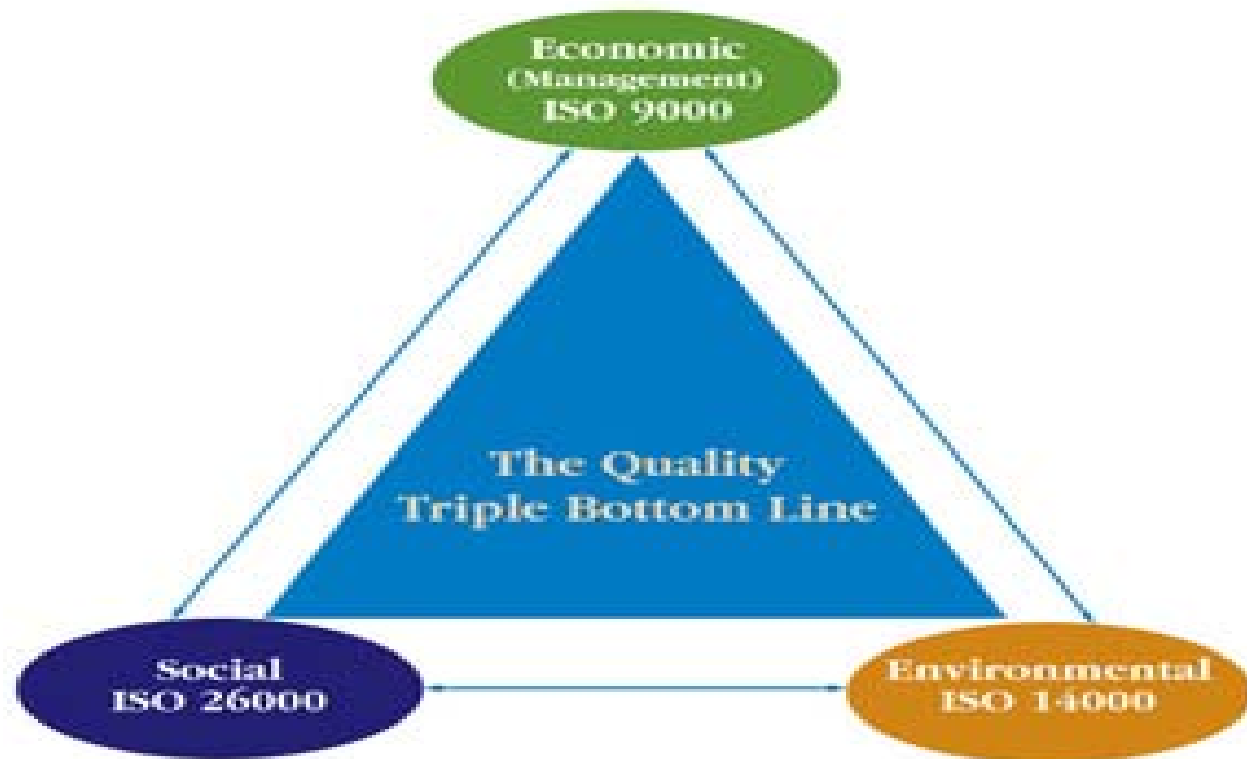 Economic
(Management)
ISO 9000
The Quality
Triple Bottom Line
Social
ISO 26000
Environmental
ISO 14000